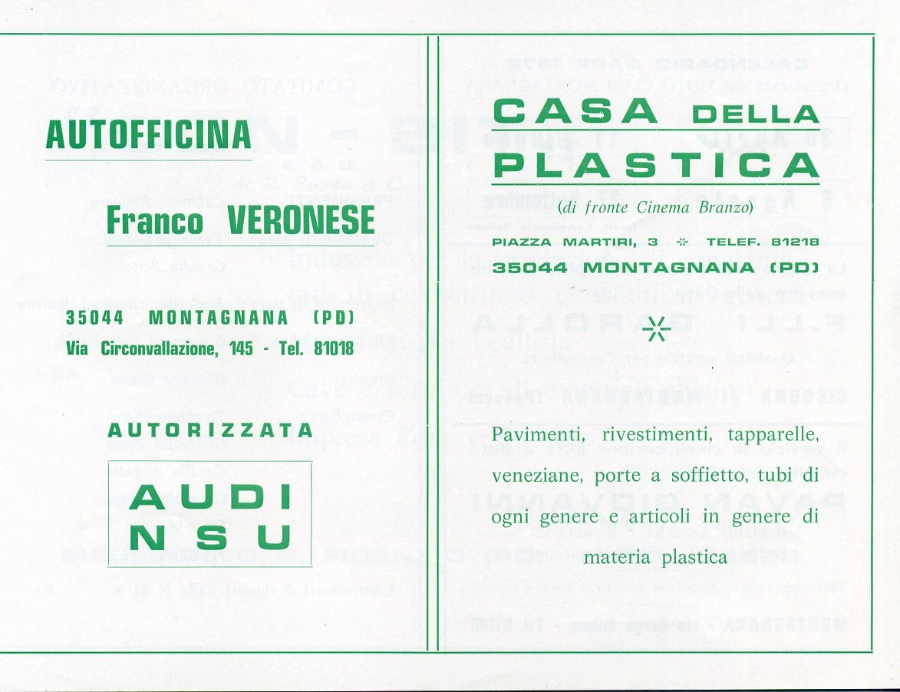 AUTOFFICINA
Franco VERONESE
35044 MONTAGNANA (PD)
Via Circonvallazione, 145 - Tel. 81018
AUTORIZZATA
AUDI
NSU
CASA DELLA
PLASTICA
(di fronte Cinema Branzo)
PIAZZA MARTIRI, 3 ※ TELEF. 81218
35044 MONTAGNANA (PD)
Pavimenti, rivestimenti, tapparelle,
veneziane, porte a soffietto, tubi di
ogni genere e articoli in genere di
materia plastica